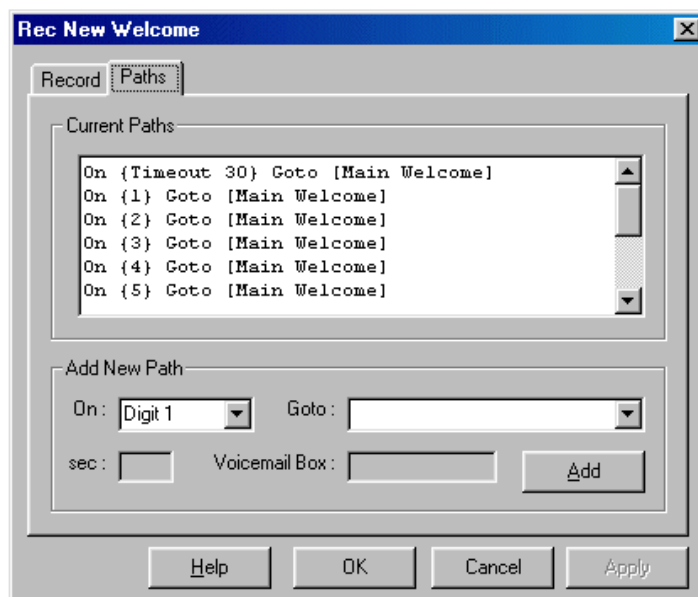 Rec New Welcome
Record Paths
Current Paths
On {Timeout 30} Goto [Main Welcome]
On {1} Goto [Main Welcome]
On {2} Goto [Main Welcome]
On {3} Goto [Main Welcome]
On {4} Goto [Main Welcome]
On {5} Goto [Main Welcome]
Add New Path
On : Digit 1 Goto :
sec : Voicemail Box : Add
Help OK Cancel Apply